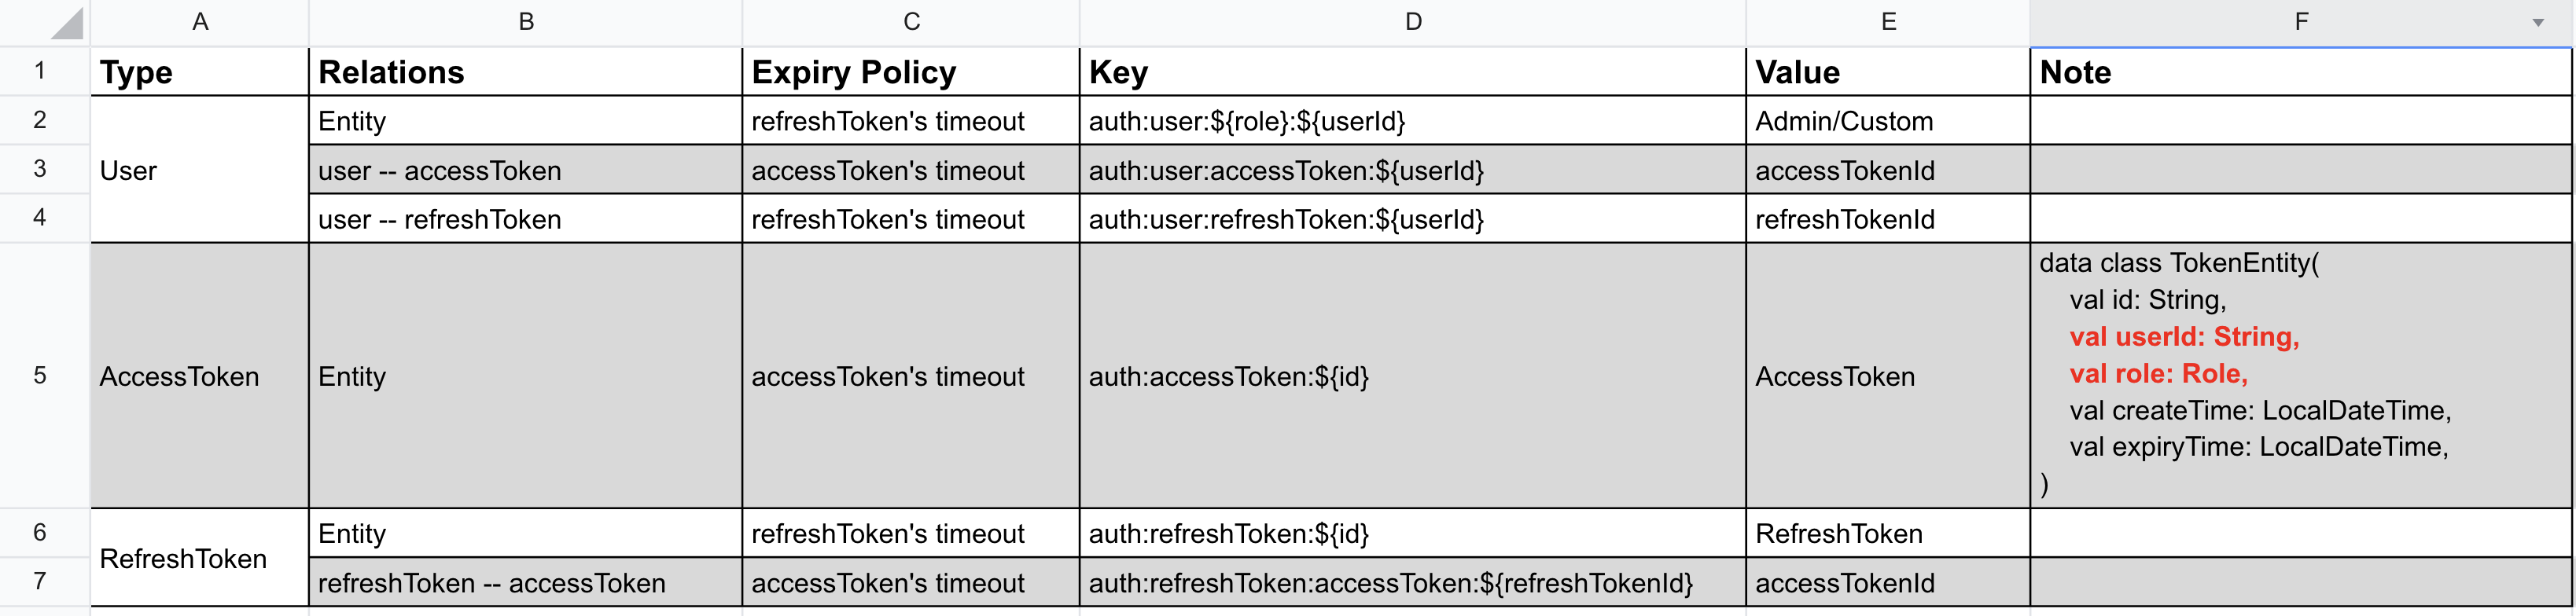 A B C D E F
1 Type Relations Expiry Policy Key Value Note
2 Entity refreshToken's timeout auth:user:${role}:${userId} Admin/Custom
3 User user -- accessToken accessToken's timeout auth:user:accessToken:${userId} accessTokenId
4 user -- refreshToken refreshToken's timeout auth:user:refreshToken:${userId} refreshTokenId
5 AccessToken Entity accessToken's timeout auth:accessToken:${id} AccessToken
data class TokenEntity(
val id: String,
val userId: String,
val role: Role,
val createTime: LocalDateTime,
val expiryTime: LocalDateTime,
)
6 Entity refreshToken's timeout auth:refreshToken:${id} RefreshToken
RefreshToken
7 refreshToken -- accessToken accessToken's timeout auth:refreshToken:accessToken:${refreshTokenId} accessTokenId